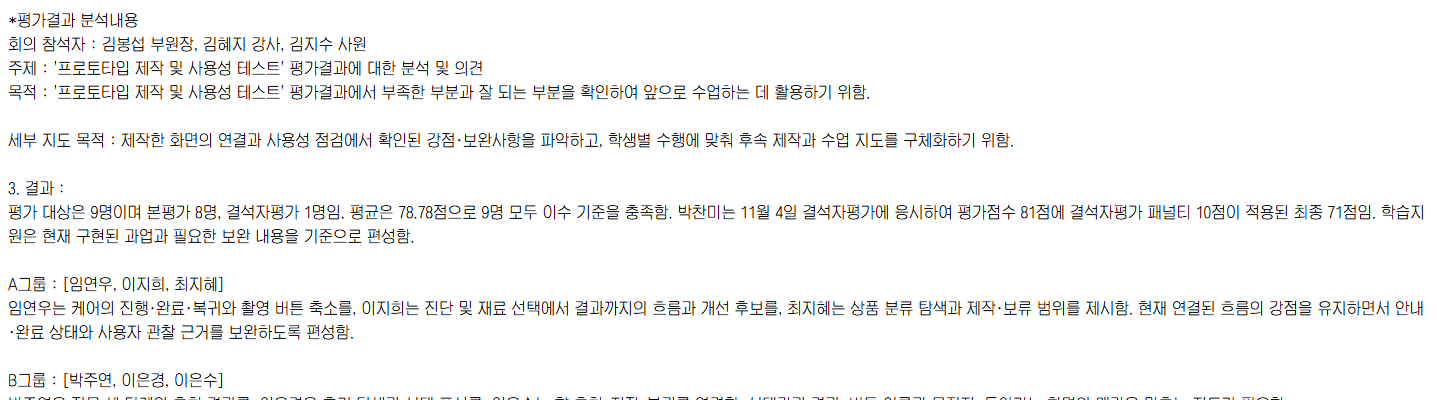 *평가결과 분석내용
회의 참석자 : 김봉섭 부원장, 김혜지 강사, 김지수 사원
주제 : '프로토타입 제작 및 사용성 테스트' 평가결과에 대한 분석 및 의견
목적 : '프로토타입 제작 및 사용성 테스트' 평가결과에서 부족한 부분과 잘 되는 부분을 확인하여 앞으로 수업하는 데 활용하기 위함.
세부 지도 목적 : 제작한 화면의 연결과 사용성 점검에서 확인된 강점·보완사항을 파악하고, 학생별 수행에 맞춰 후속 제작과 수업 지도를 구체화하기 위함.
3. 결과 :
평가 대상은 9명이며 본평가 8명, 결석자평가 1명임. 평균은 78.78점으로 9명 모두 이수 기준을 충족함. 박찬미는 11월 4일 결석자평가에 응시하여 평가점수 81점에 결석자평가 패널티 10점이 적용된 최종 71점임. 학습지
원은 현재 구현된 과업과 필요한 보완 내용을 기준으로 편성함.
A그룹 : [임연우, 이지희, 최지혜]
임연우는 케어의 진행·완료·복귀와 촬영 버튼 축소를, 이지희는 진단 및 재료 선택에서 결과까지의 흐름과 개선 후보를, 최지혜는 상품 분류 탐색과 제작·보류 범위를 제시함. 현재 연결된 흐름의 강점을 유지하면서 안내
·완료 상태와 사용자 관찰 근거를 보완하도록 편성함.
B그룹 : [박주연, 이은경, 이은수]